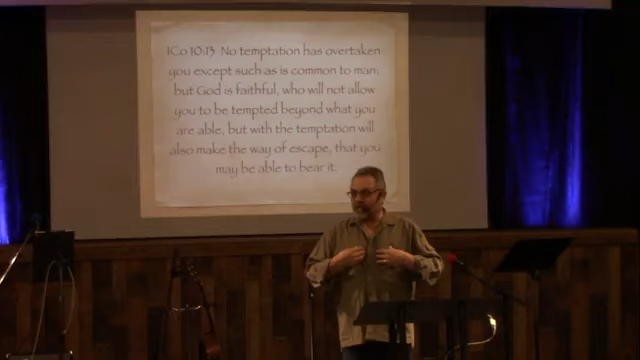 1Co 10:13 No temptation has overtaken
you except such as is common to man;
but God is faithful, who will not allow
you to be tempted beyond what you
are able, but with the temptation will
also make the way of escape, that you
may be able to bear it.